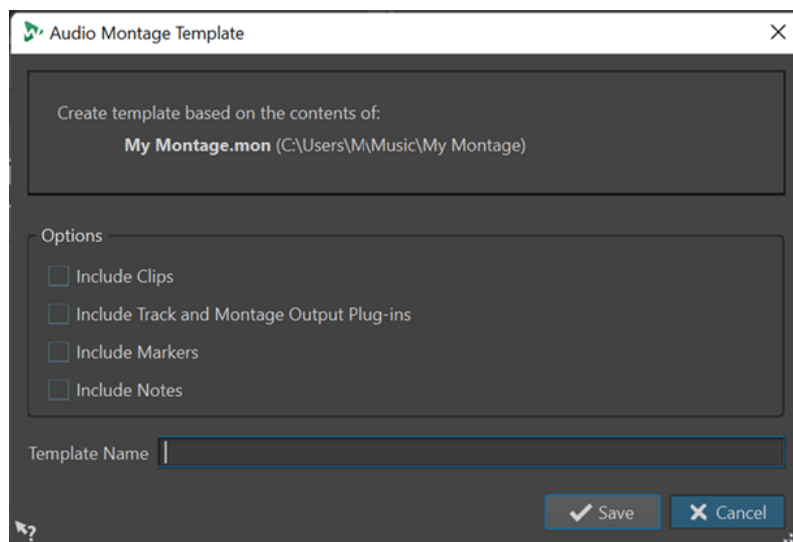 Audio Montage Template
Create template based on the contents of:
My Montage.mon (C:\Users\M\Music\My Montage)
Options
Include Clips
Include Track and Montage Output Plug-ins
Include Markers
Include Notes
Template Name
Save Cancel